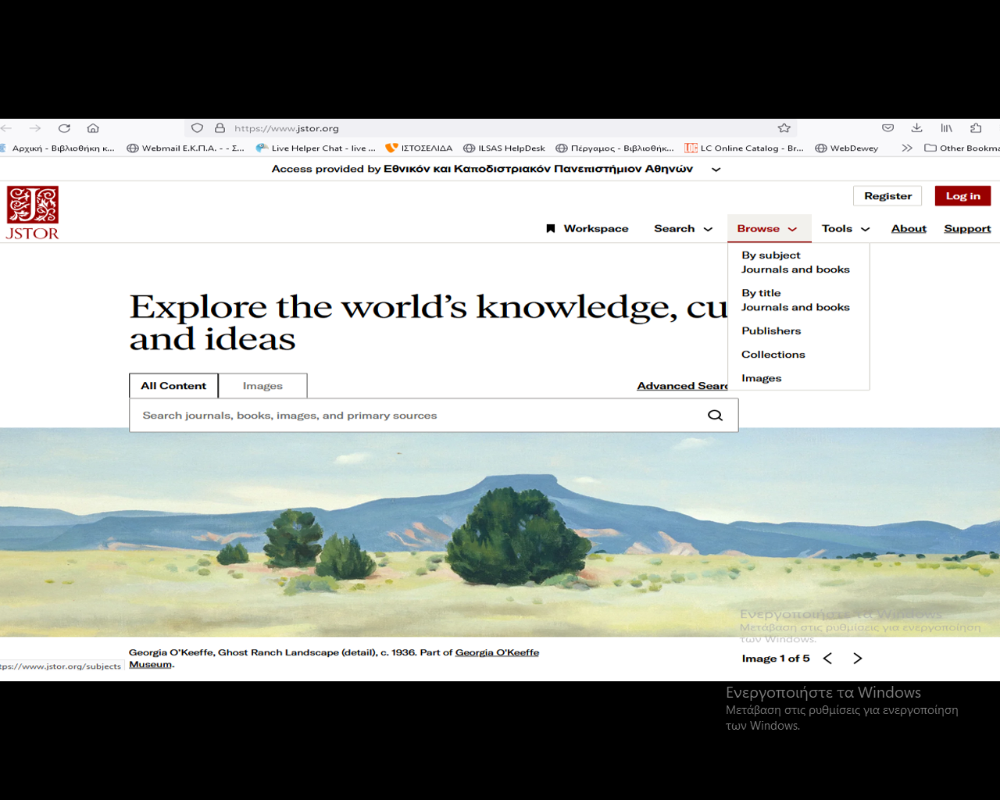 https://www.jstor.org
Αρχική - Βιβλιοθήκη κ... Webmail Ε.Κ.Π.Α. - - Σ... Live Helper Chat - live ... ΙΣΤΟΣΕΛΙΔΑ ILSAS HelpDesk Πέργαμος - Βιβλιοθήκ... LC Online Catalog - Br... WebDewey Other Bookma
Access provided by Εθνικόν και Καποδιστριακόν Πανεπιστήμιον Αθηνών
Register Log in
JSTOR
Workspace Search Browse Tools About Support
By subject
Journals and books
By title
Journals and books
Publishers
Collections
Images
Explore the world's knowledge, cu
and ideas
All Content Images Advanced Searc
Search journals, books, images, and primary sources
Ενεργοποιήστε τα Windows
Μετάβαση στις ρυθμίσεις για ενεργοποίηση
των Windows.
Georgia O'Keeffe, Ghost Ranch Landscape (detail), c. 1936. Part of Georgia O'Keeffe
Museum.
Image 1 of 5
tps://www.jstor.org/subjects
Ενεργοποιήστε τα Windows
Μετάβαση στις ρυθμίσεις για ενεργοποίηση
των Windows.